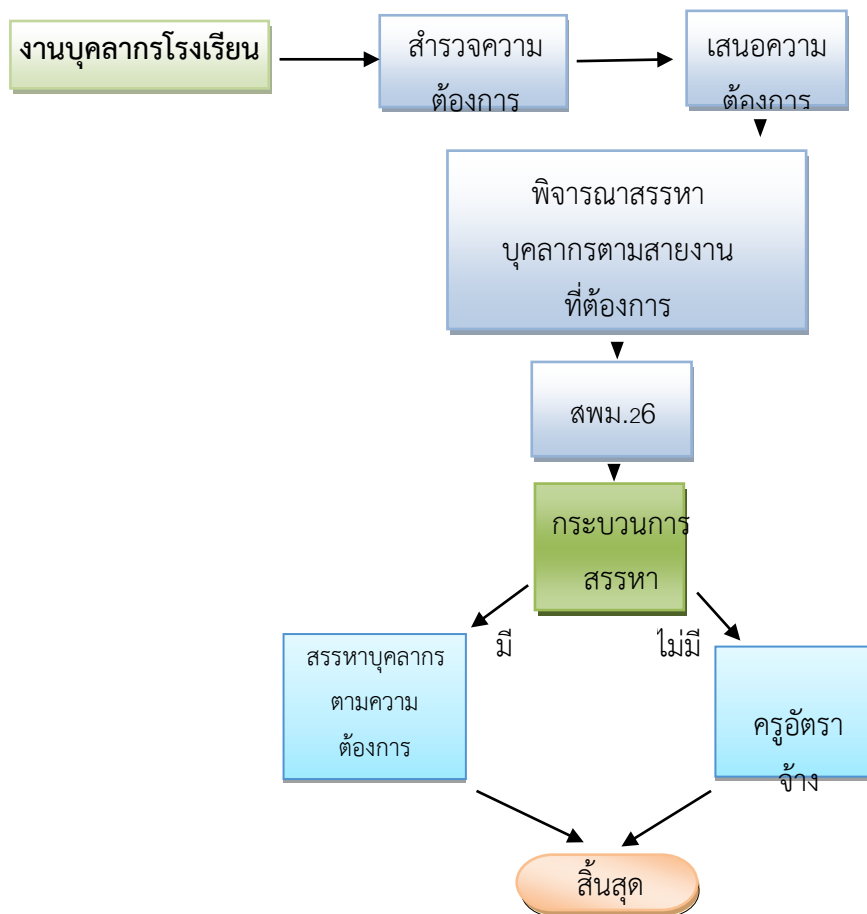 งานบุคลากรโรงเรียน
สำรวจความ
ต้องการ
เสนอความ
ต้องการ
พิจารณาสรรหา
บุคลากรตามสายงาน
ที่ต้องการ
สพม.26
กระบวนการ
สรรหา
มี
ไม่มี
สรรหาบุคลากร
ตามความ
ต้องการ
ครูอัตรา
จ้าง
สิ้นสุด